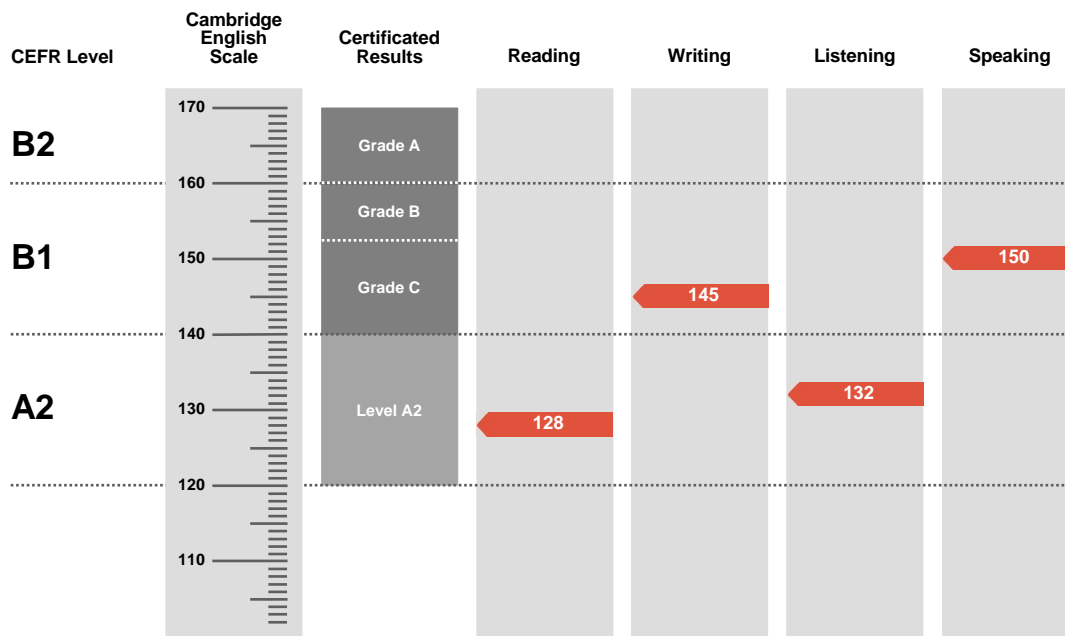 CEFR Level
Cambridge
English
Scale
Certificated
Results
Reading
Writing
Listening
Speaking
170
B2
Grade A
160
Grade B
B1
150
150
Grade C
145
140
132
A2
130
Level A2
128
120
110